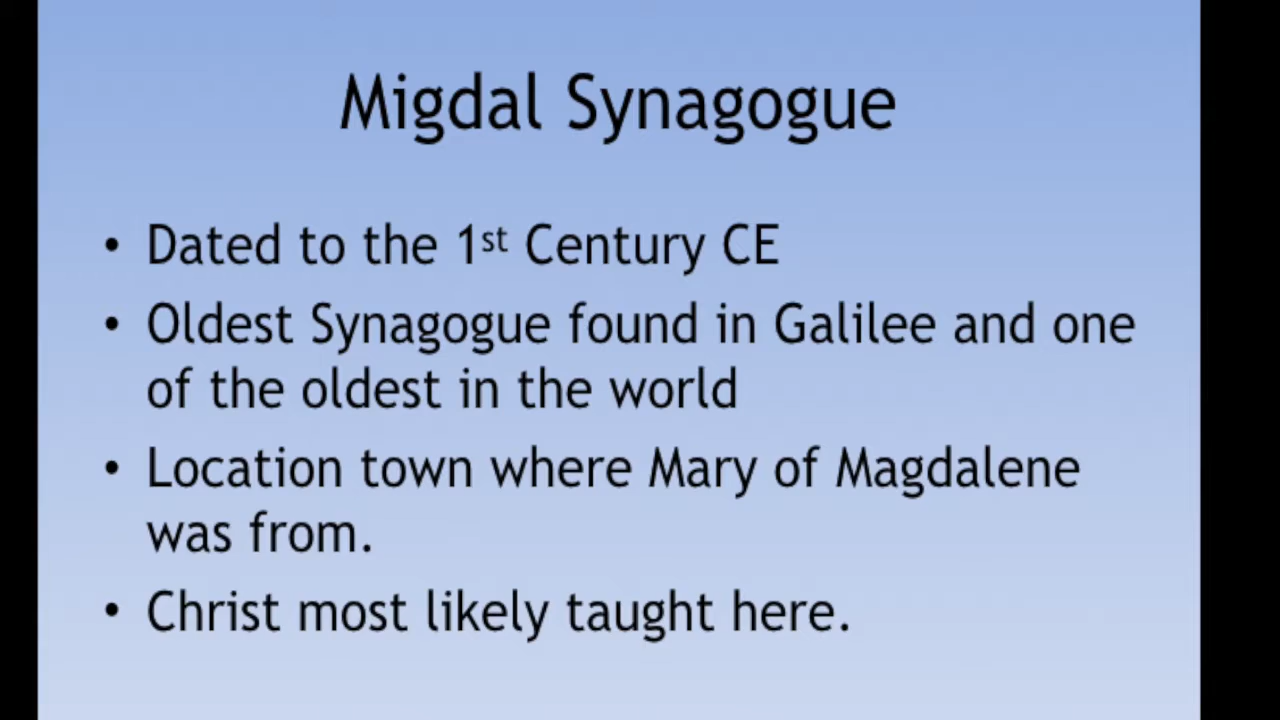 Migdal Synagogue
• Dated to the 1st Century CE
• Oldest Synagogue found in Galilee and one
of the oldest in the world
• Location town where Mary of Magdalene
was from.
• Christ most likely taught here.